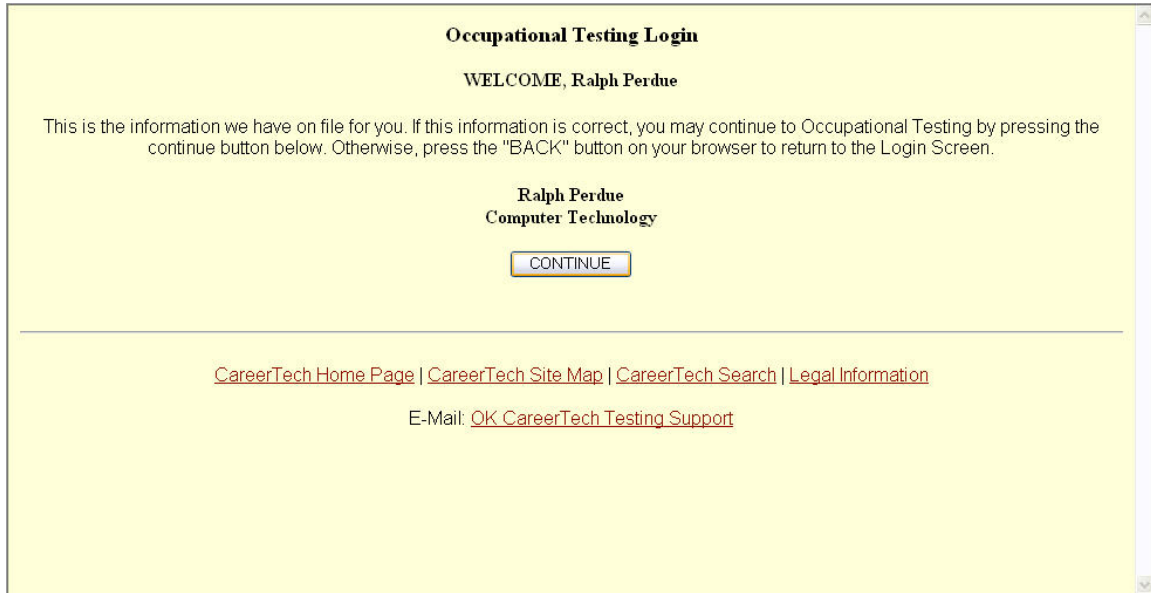 Occupational Testing Login
WELCOME, Ralph Perdue
This is the information we have on file for you. If this information is correct, you may continue to Occupational Testing by pressing the
continue button below. Otherwise, press the "BACK" button on your browser to return to the Login Screen.
Ralph Perdue
Computer Technology
CONTINUE
CareerTech Home Page | CareerTech Site Map | CareerTech Search | Legal Information
E-Mail: OK CareerTech Testing Support